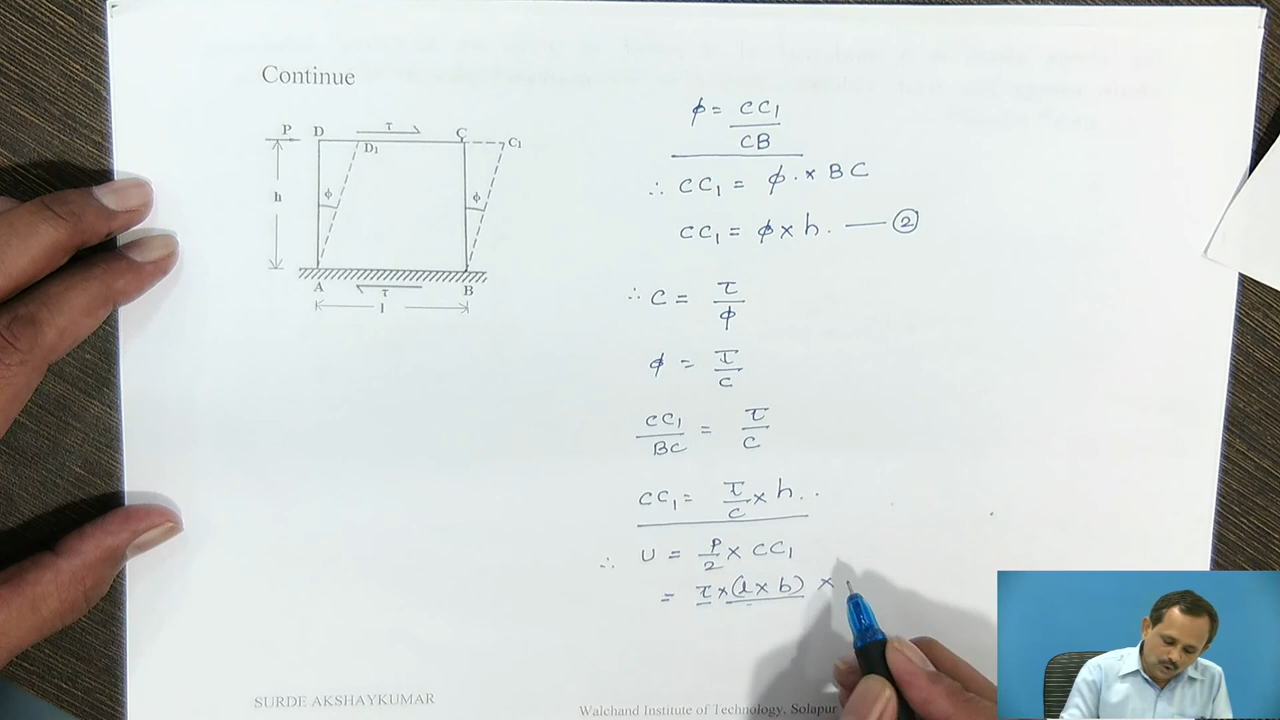 Continue
P D τ C C1
D1
h ϕ ϕ
A τ B
l
ϕ = CC1 / CB
∴ CC1 = ϕ. × BC
CC1 = ϕ × h. — ②
∴ C = τ / ϕ
ϕ = τ / C
CC1 / BC = τ / C
CC1 = τ / C × h..
∴ U = P / 2 × CC1
= τ × (l × b) ×
SURDE AKSHAYKUMAR
Walchand Institute of Technology, Solapur